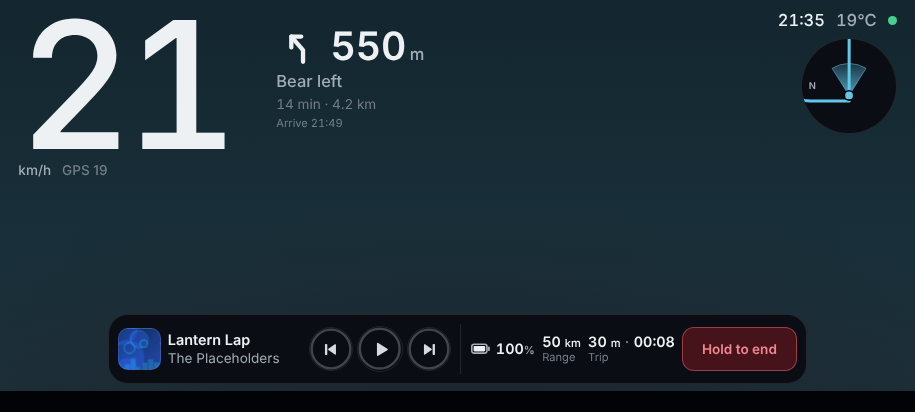 21
km/h GPS 19
550 m
Bear left
14 min · 4.2 km
Arrive 21:49
21:35 19°C
N
Lantern Lap
The Placeholders
100%
50 km
Range
30 m · 00:08
Trip
Hold to end